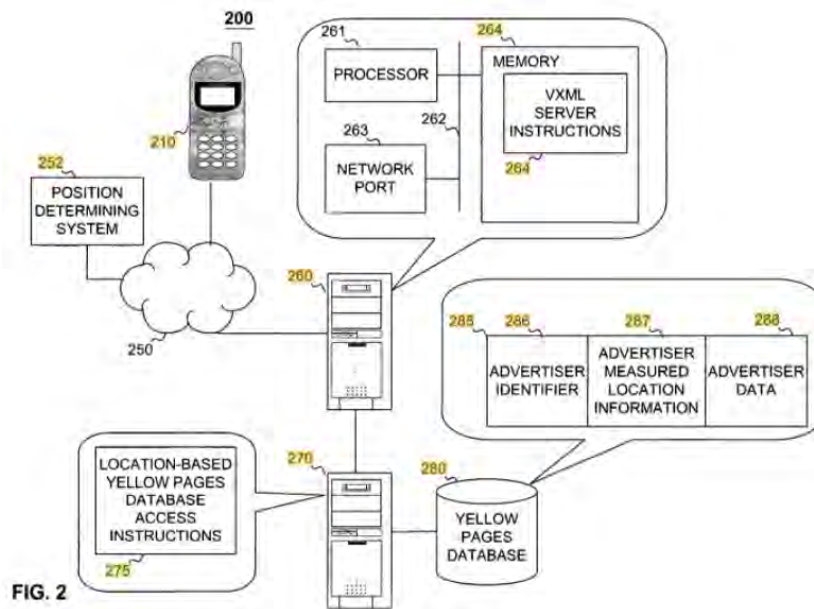 200
210
252
POSITION
DETERMINING
SYSTEM
250
261
PROCESSOR
262
263
NETWORK
PORT
264
MEMORY
VXML
SERVER
INSTRUCTIONS
264
260
285
286
287
288
ADVERTISER
IDENTIFIER
ADVERTISER
MEASURED
LOCATION
INFORMATION
ADVERTISER
DATA
270
LOCATION-BASED
YELLOW PAGES
DATABASE
ACCESS
INSTRUCTIONS
275
280
YELLOW
PAGES
DATABASE
FIG. 2